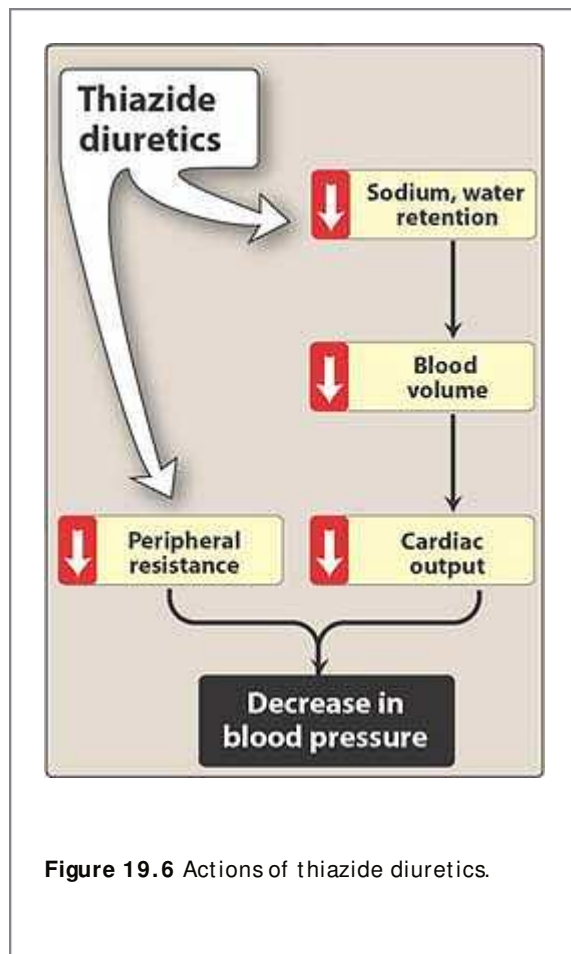 Thiazide
diuretics
Sodium, water
retention
Blood
volume
Peripheral
resistance
Cardiac
output
Decrease in
blood pressure
Figure 19.6 Actions of thiazide diuretics.